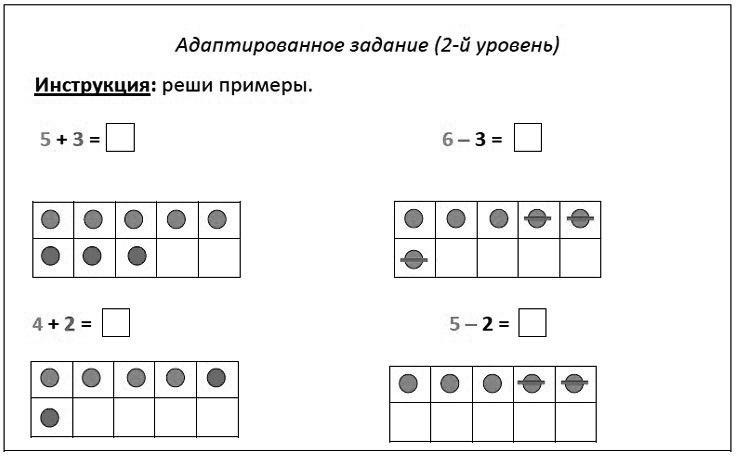 Адаптированное задание (2-й уровень)
Инструкция: реши примеры.
5 + 3 =
6 – 3 =
4 + 2 =
5 – 2 =